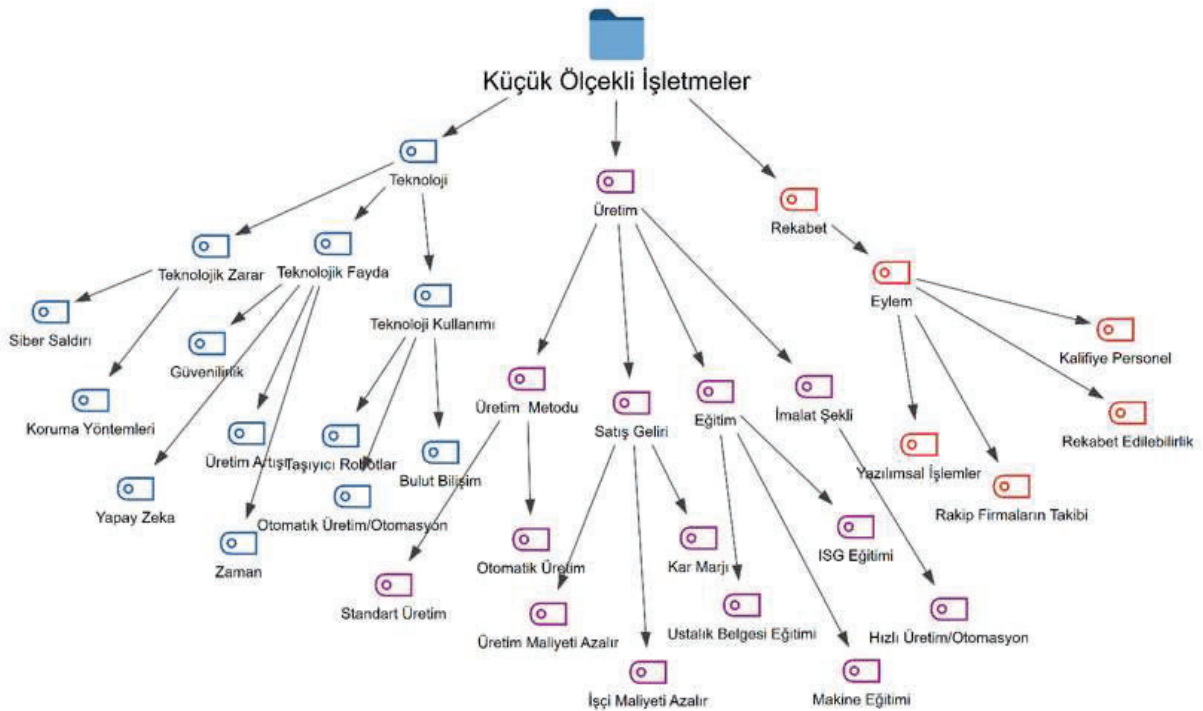 Küçük Ölçekli İşletmeler
Teknoloji
Üretim
Rekabet
Teknolojik Zarar
Teknolojik Fayda
Eylem
Siber Saldırı
Güvenilirlik
Teknoloji Kullanımı
Kalifiye Personel
Koruma Yöntemleri
Üretim Metodu
Satış Geliri
Eğitim
İmalat Şekli
Rekabet Edilebilirlik
Üretim Artışı
Taşıyıcı Robotlar
Bulut Bilişim
Yazılımsal İşlemler
Yapay Zeka
Otomatik Üretim/Otomasyon
Rakip Firmaların Takibi
Zaman
Otomatik Üretim
Kar Marjı
ISG Eğitimi
Standart Üretim
Üretim Maliyeti Azalır
Ustalık Belgesi Eğitimi
Hızlı Üretim/Otomasyon
İşçi Maliyeti Azalır
Makine Eğitimi